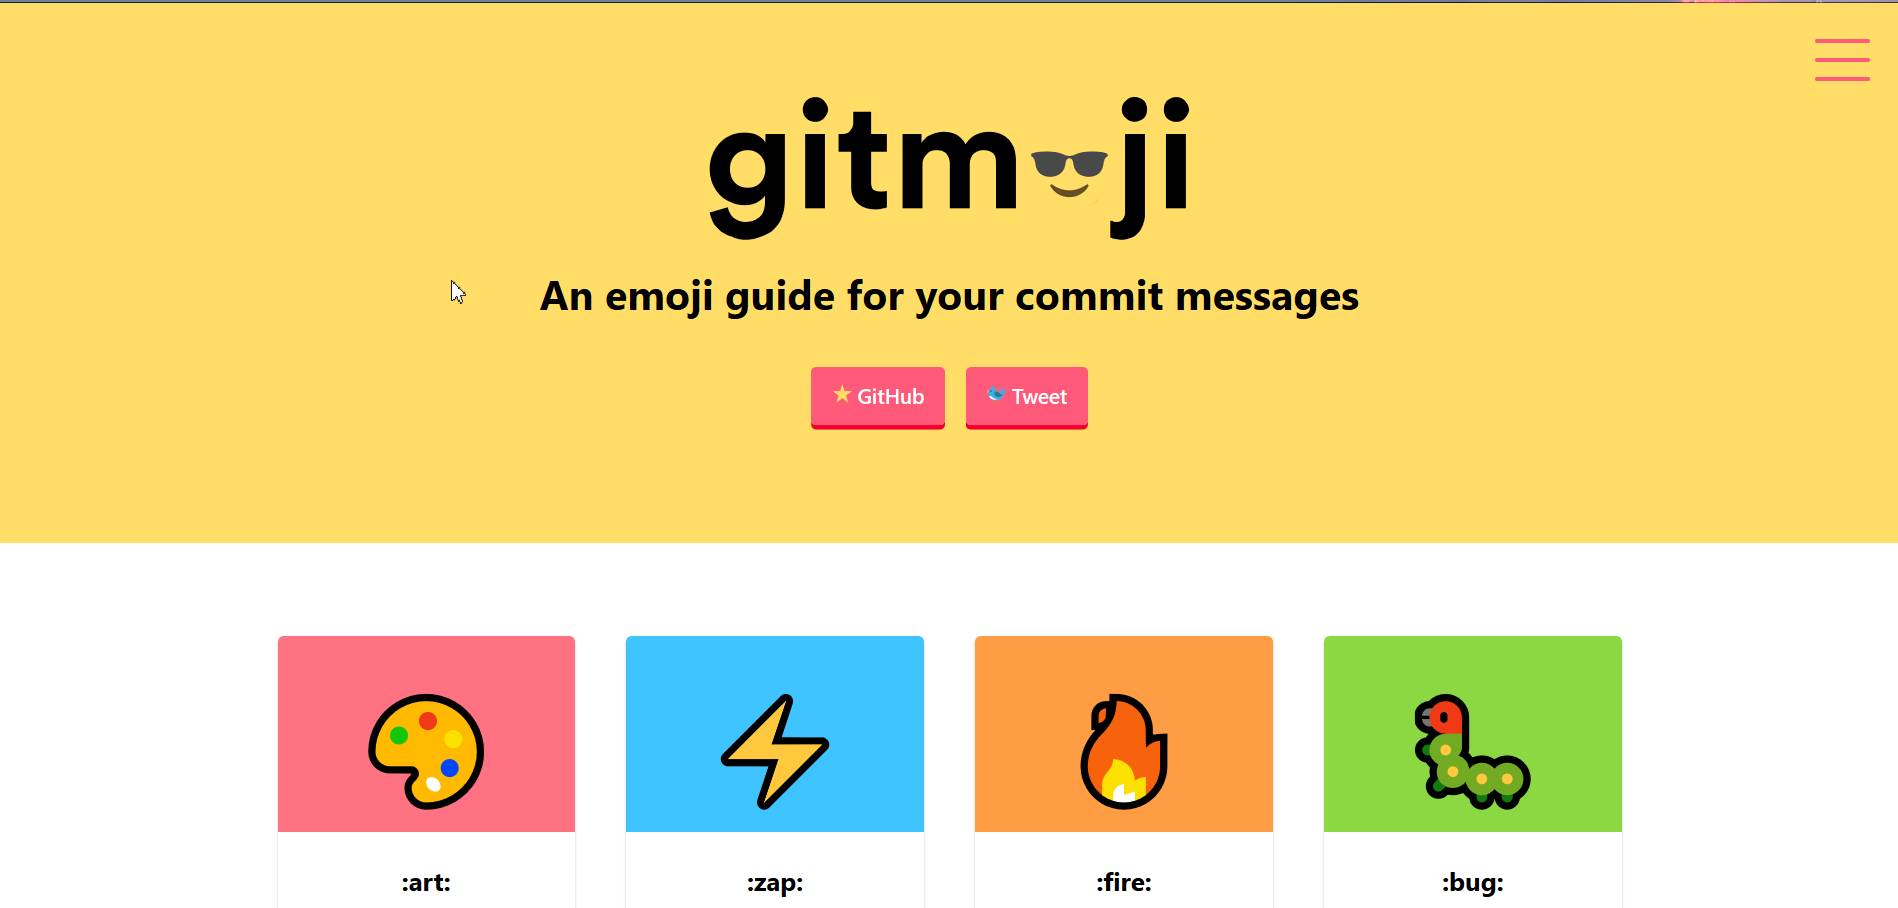 gitmoji
An emoji guide for your commit messages
GitHub
Tweet
:art:
:zap:
:fire:
:bug: